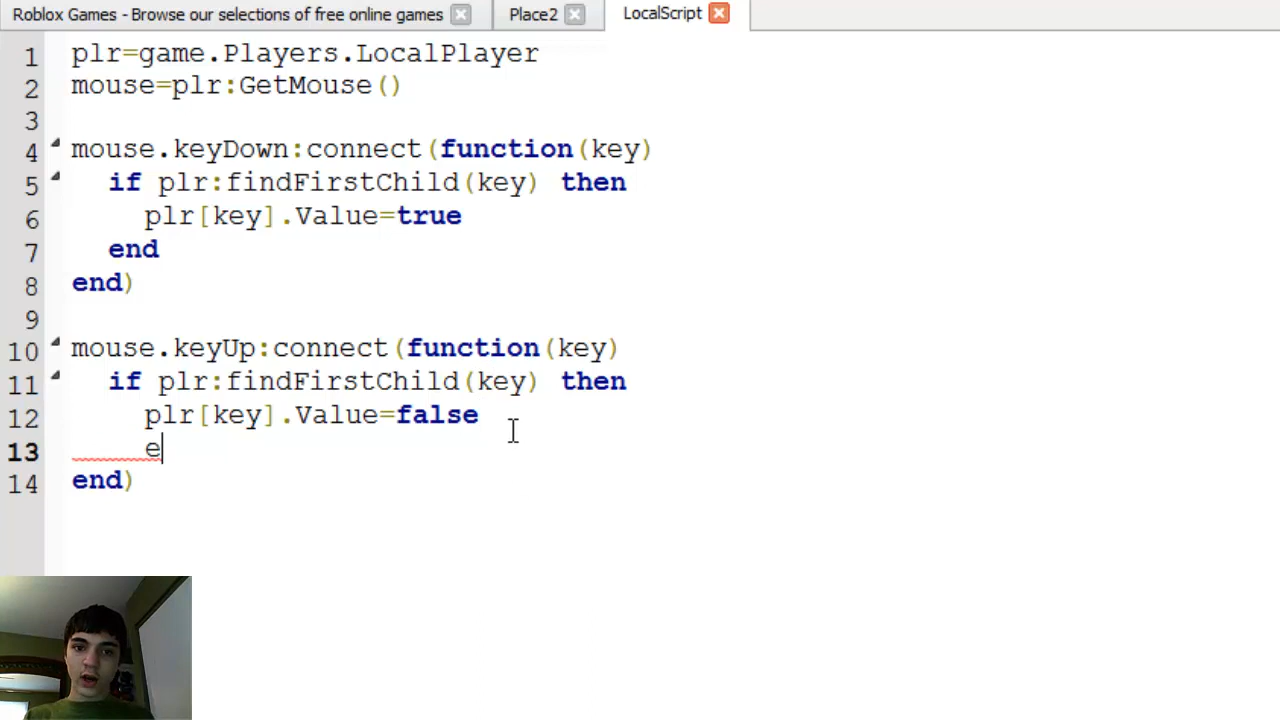 Roblox Games - Browse our selections of free online games
Place2
LocalScript
1 plr=game.Players.LocalPlayer
2 mouse=plr:GetMouse()
3
4 mouse.keyDown:connect(function(key)
5 if plr:findFirstChild(key) then
6 plr[key].Value=true
7 end
8 end)
9
10 mouse.keyUp:connect(function(key)
11 if plr:findFirstChild(key) then
12 plr[key].Value=false
13 e
14 end)